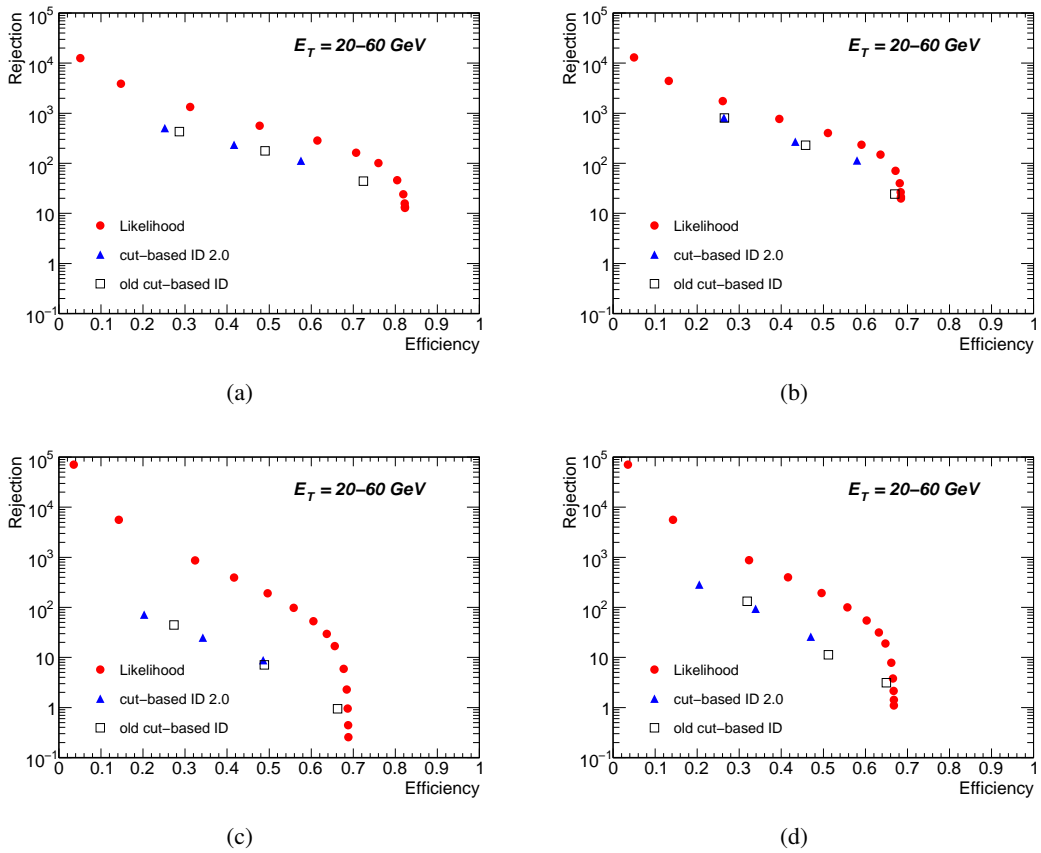 Rejection
10^5
10^4
10^3
10^2
10
1
10^−1
E_T = 20–60 GeV
Likelihood
cut−based ID 2.0
old cut−based ID
0 0.1 0.2 0.3 0.4 0.5 0.6 0.7 0.8 0.9 1
Efficiency
(a)
Rejection
10^5
10^4
10^3
10^2
10
1
10^−1
E_T = 20–60 GeV
Likelihood
cut−based ID 2.0
old cut−based ID
0 0.1 0.2 0.3 0.4 0.5 0.6 0.7 0.8 0.9 1
Efficiency
(b)
Rejection
10^5
10^4
10^3
10^2
10
1
10^−1
E_T = 20–60 GeV
Likelihood
cut−based ID 2.0
old cut−based ID
0 0.1 0.2 0.3 0.4 0.5 0.6 0.7 0.8 0.9 1
Efficiency
(c)
Rejection
10^5
10^4
10^3
10^2
10
1
10^−1
E_T = 20–60 GeV
Likelihood
cut−based ID 2.0
old cut−based ID
0 0.1 0.2 0.3 0.4 0.5 0.6 0.7 0.8 0.9 1
Efficiency
(d)